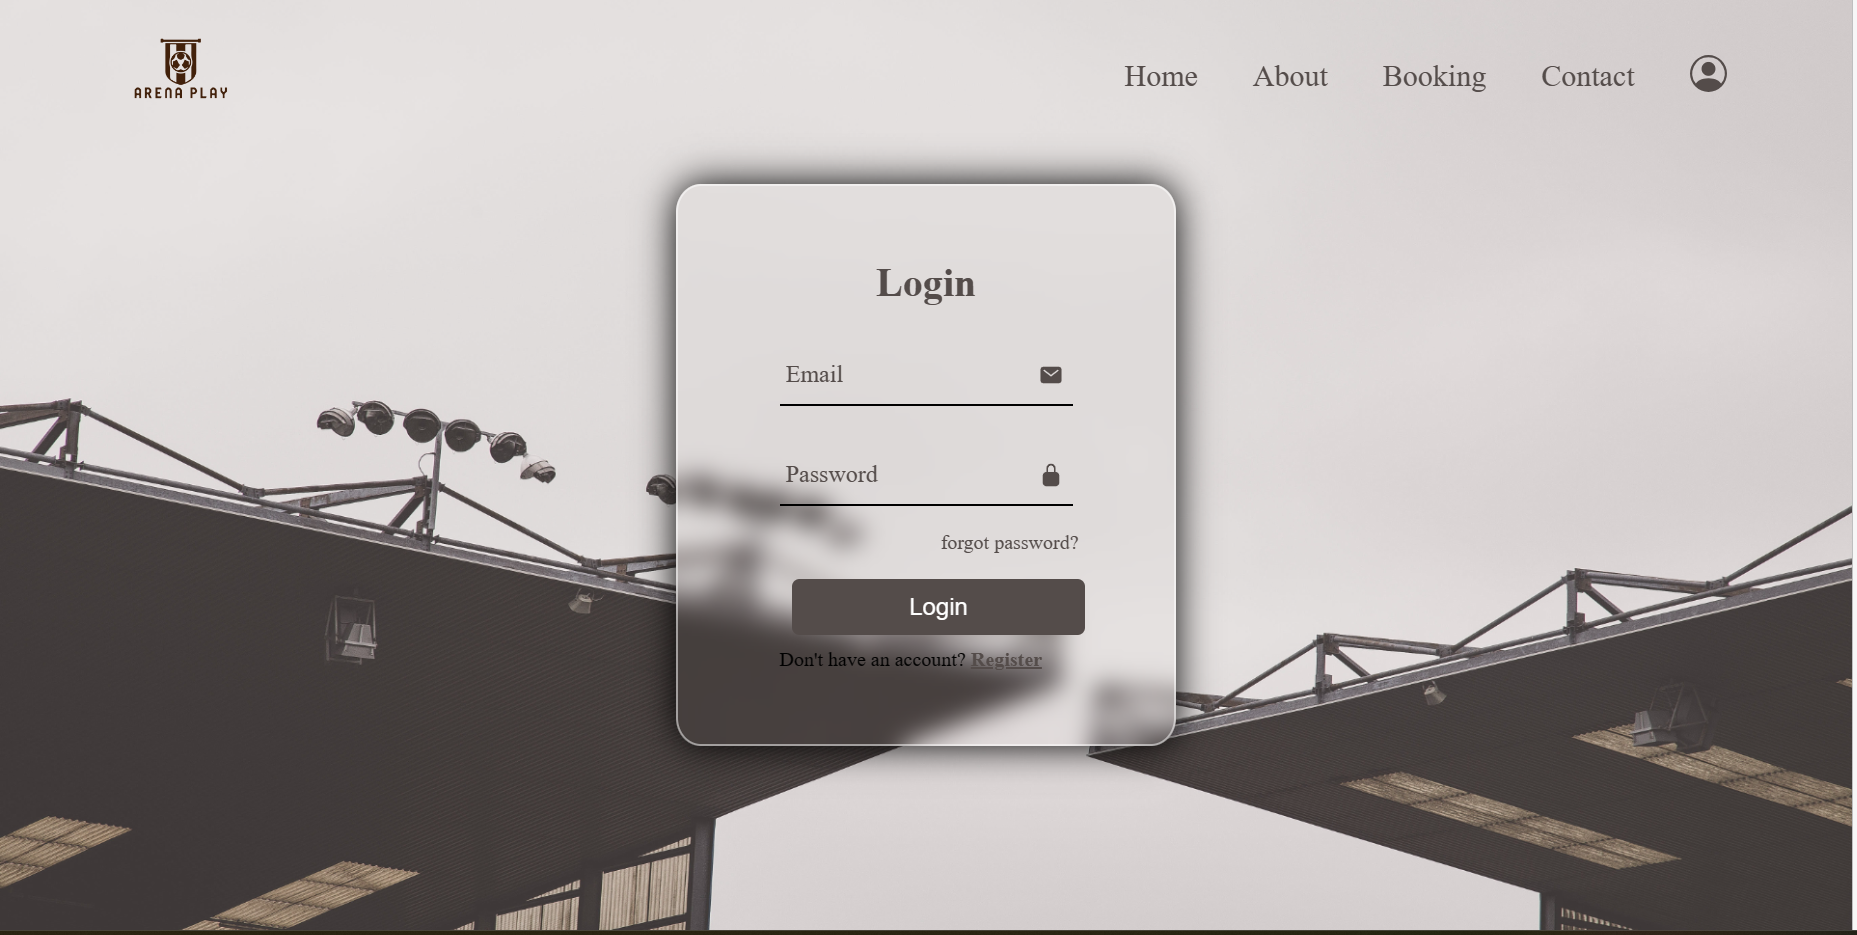 ARENA PLAY
Home About Booking Contact
Login
Email
Password
forgot password?
Login
Don't have an account? Register